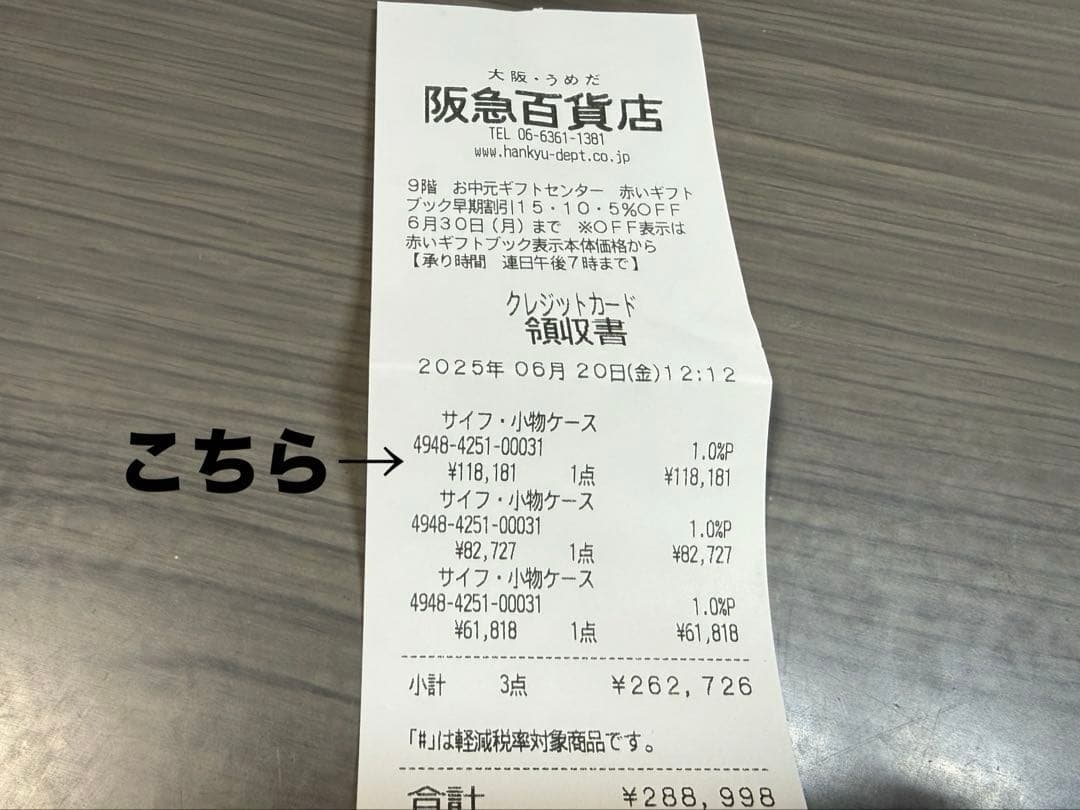 大阪・うめだ
阪急百貨店
TEL 06-6361-1381
www.hankyu-dept.co.jp
9階 お中元ギフトセンター 赤いギフト
ブック早期割引15・10・5%OFF
6月30日(月)まで ※OFF表示は
赤いギフトブック表示本体価格から
【承り時間 連日午後7時まで】
クレジットカード
領収書
2025年 06月 20日(金)12:12
サイフ・小物ケース
4948-4251-00031 1.0%P
こちら→
¥118,181 1点 ¥118,181
サイフ・小物ケース
4948-4251-00031 1.0%P
¥82,727 1点 ¥82,727
サイフ・小物ケース
4948-4251-00031 1.0%P
¥61,818 1点 ¥61,818
小計 3点 ¥262,726
「#」は軽減税率対象商品です。
合計 ¥288,998